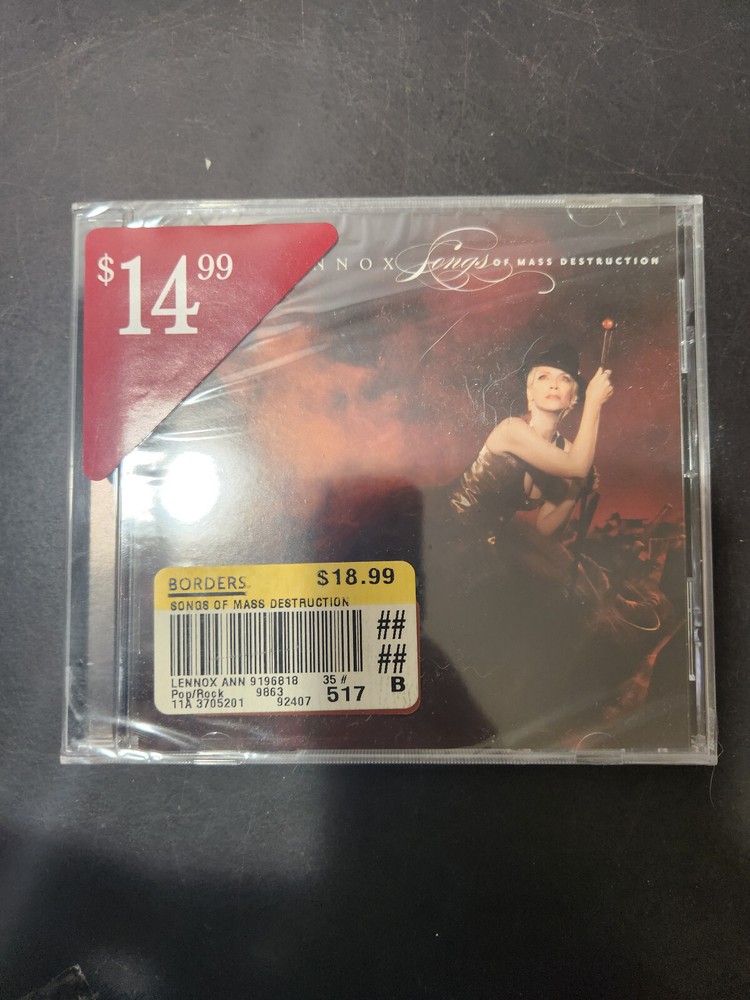 $14.99
NNOX Songs OF MASS DESTRUCTION
BORDERS $18.99
SONGS OF MASS DESTRUCTION
##
##
LENNOX ANN 9196818 35 # B
Pop/Rock 9863 517
11A 3705201 92407